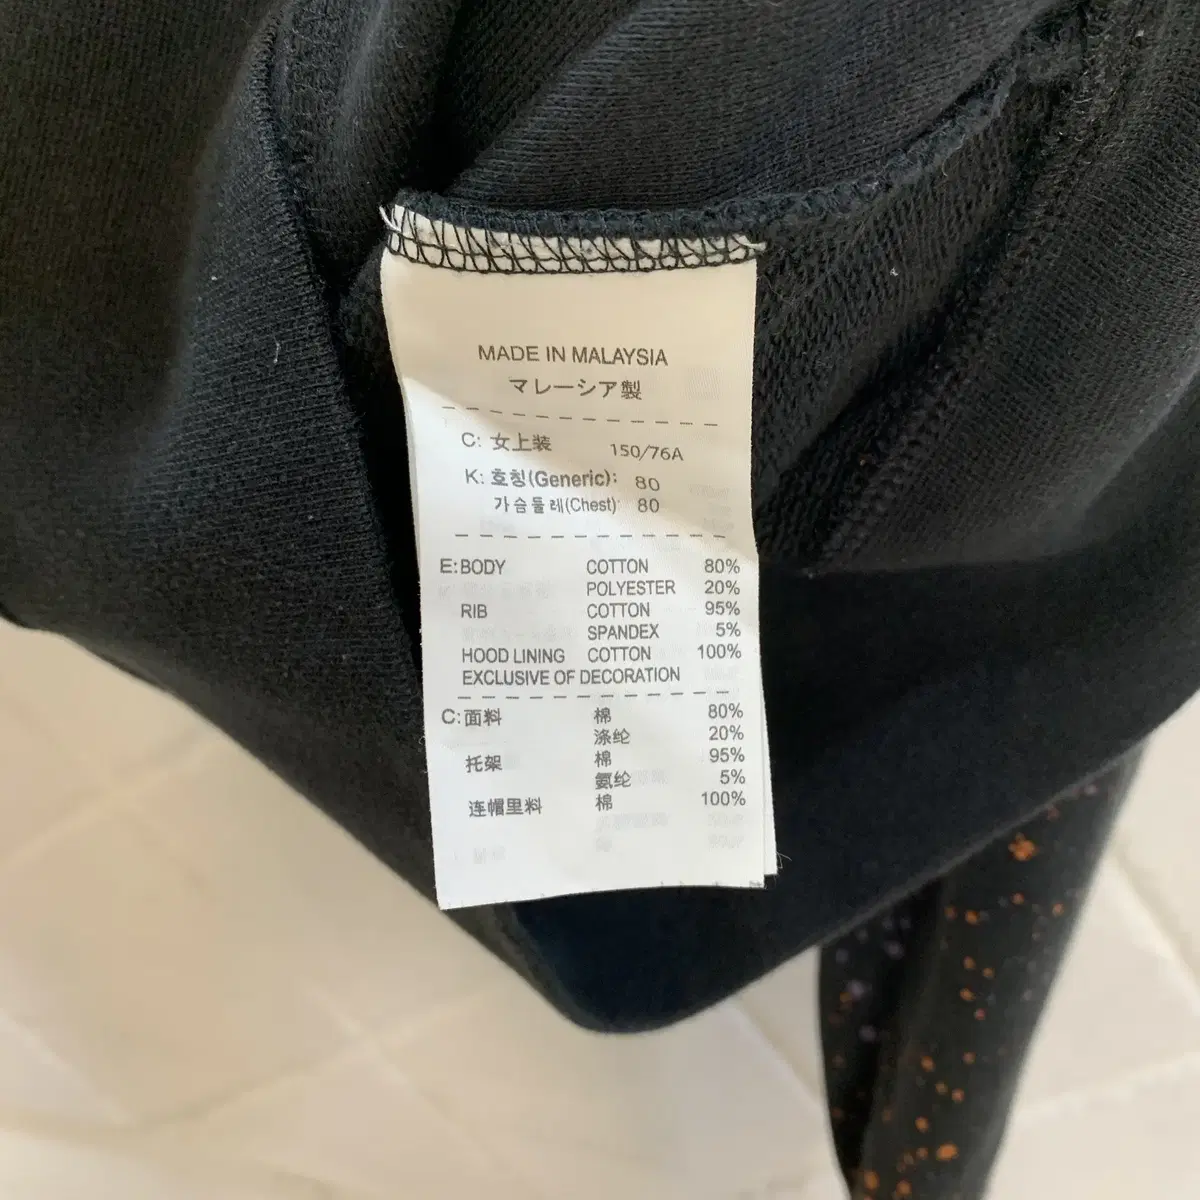 MADE IN MALAYSIA
マレーシア製
C: 女上装 150/76A
K: 호칭(Generic): 80
가슴둘레(Chest): 80
E: BODY COTTON 80%
POLYESTER 20%
RIB COTTON 95%
SPANDEX 5%
HOOD LINING COTTON 100%
EXCLUSIVE OF DECORATION
C: 面料 棉 80%
涤纶 20%
托架 棉 95%
氨纶 5%
连帽里料 棉 100%